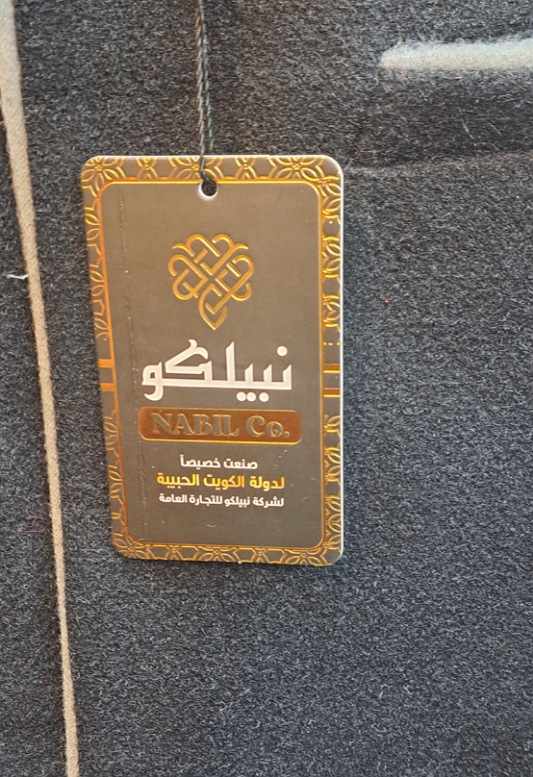 نبيلكو
NABIL Co.
صنعت خصيصاً
لدولة الكويت الحبيبة
لشركة نبيلكو للتجارة العامة